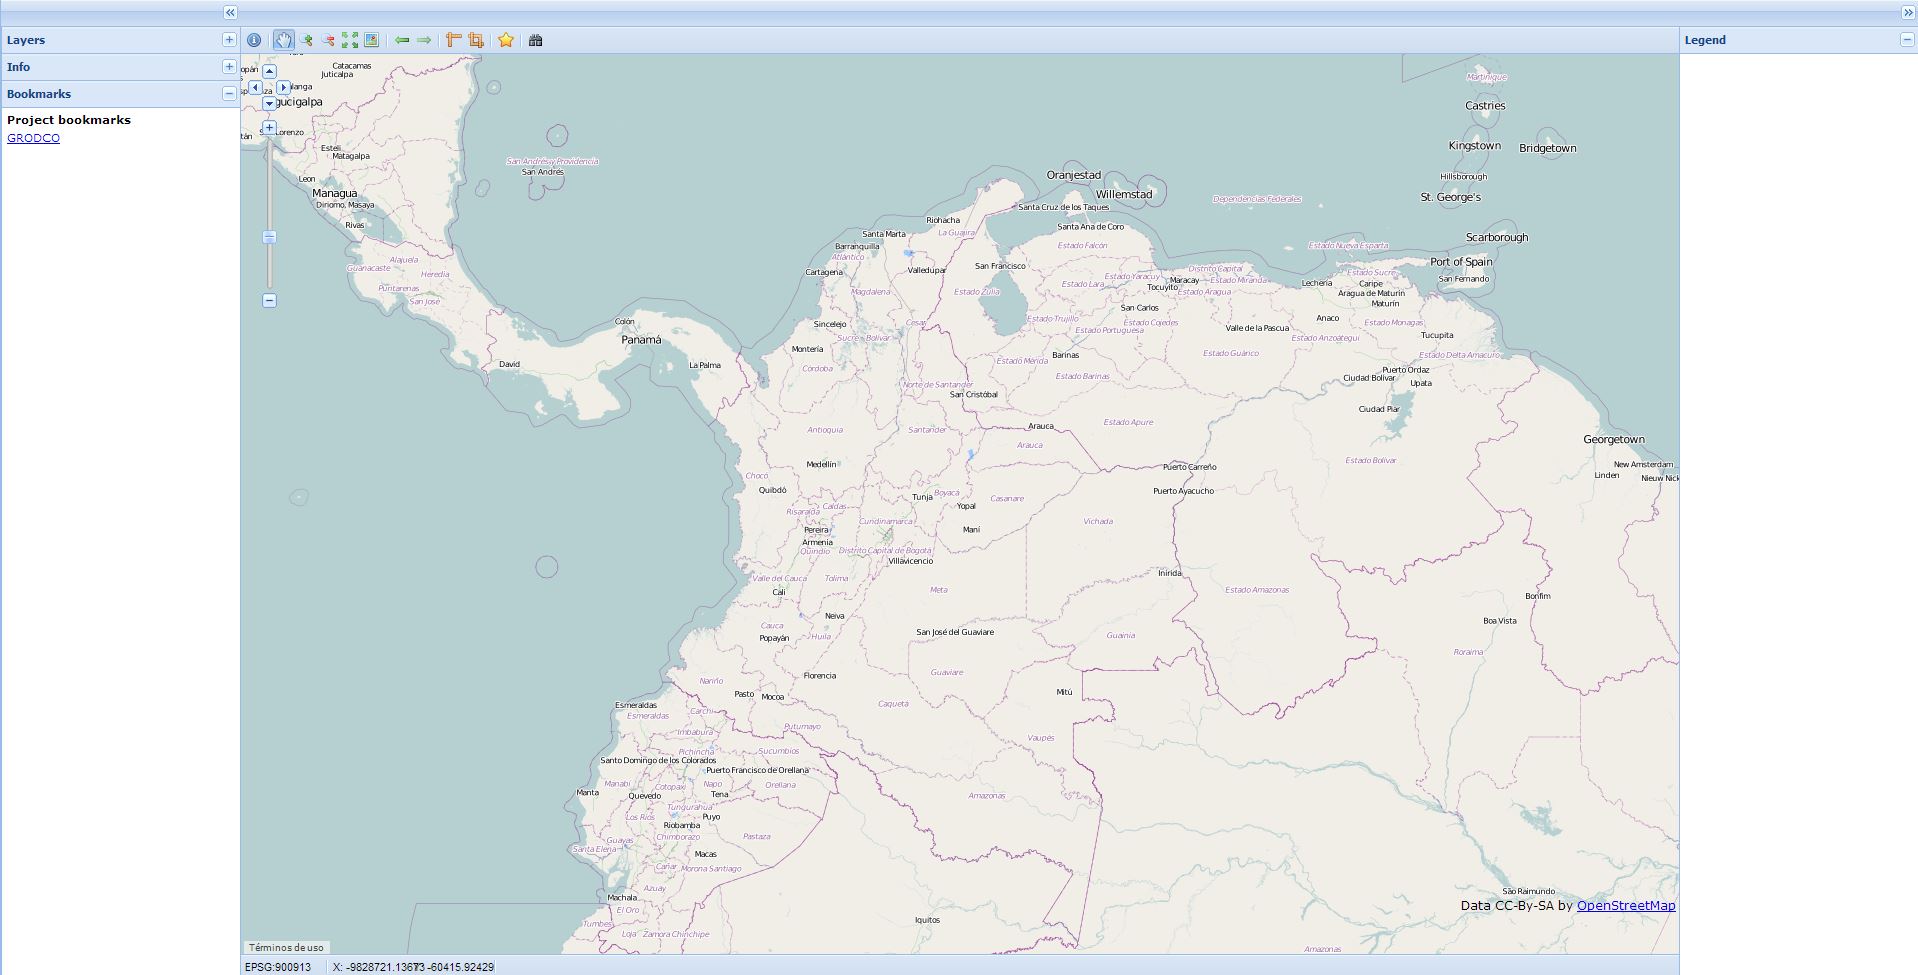 Layers
Legend
Info
Bookmarks
Project bookmarks
GRODCO
Catacamas
Juticalpa
Estelí
Matagalpa
Leon
Managua
Diriomo, Masaya
Rivas
Alajuela
Guanacaste
Heredia
Puntarenas
San José
San Andrés y Providencia
San Andrés
Colón
Panamá
David
La Palma
Martinique
Castries
Kingstown
Bridgetown
Hillsborough
St. George's
Scarborough
Port of Spain
San Fernando
Oranjestad
Willemstad
Dependencias Federales
Santa Cruz de los Taques
Riohacha
La Guajira
Santa Ana de Coro
Santa Marta
Barranquilla
Atlántico
Estado Falcón
Estado Nueva Esparta
Cartagena
Valledupar
San Francisco
Distrito Capital
Estado Sucre
Estado Yaracuy
Maracay
Estado Miranda
Lechería
Caripe
Estado Lara
Tocuyito
Estado Aragua
Aragua de Maturin
Maturín
Magdalena
Estado Zulia
San Carlos
Sincelejo
Cesar
Estado Trujillo
Estado Cojedes
Estado Portuguesa
Valle de la Pascua
Anaco
Estado Monagas
Sucre
Bolívar
Estado Anzoátegui
Tucupita
Montería
Barinas
Estado Guárico
Estado Delta Amacuro
Estado Mérida
Córdoba
Estado Barinas
Puerto Ordaz
Ciudad Bolívar
Upata
Norte de Santander
San Cristóbal
Ciudad Piar
Antioquia
Santander
Arauca
Estado Apure
Arauca
Georgetown
Medellín
Puerto Carreño
Estado Bolívar
New Amsterdam
Linden
Nieuw Nick
Chocó
Quibdó
Boyaca
Tunja
Casanare
Puerto Ayacucho
Caldas
Risaralda
Yopal
Cundinamarca
Vichada
Pereira
Maní
Armenia
Quindío
Distrito Capital de Bogotá
Villavicencio
Valle del Cauca
Tolima
Inírida
Cali
Meta
Estado Amazonas
Bonfim
Neiva
Boa Vista
Cauca
Popayán
Huila
San José del Guaviare
Guainía
Roraima
Florencia
Guaviare
Nariño
Pasto
Mocoa
Mitú
Caquetá
Esmeraldas
Esmeraldas
Carchi
Putumayo
Imbabura
Vaupés
Pichincha
Sucumbíos
Santo Domingo de los Colorados
Puerto Francisco de Orellana
Manabí
Cotopaxi
Napo
Orellana
Manta
Quevedo
Tena
Amazonas
Tungurahua
Los Ríos
Puyo
Riobamba
Guayas
Chimborazo
Pastaza
Santa Elena
Macas
Cañar
Morona Santiago
Azuay
Machala
El Oro
Tumbes
Loja
Zamora Chinchipe
Iquitos
São Raimundo
Data CC-By-SA by OpenStreetMap
Amazonas
Términos de uso
EPSG:900913